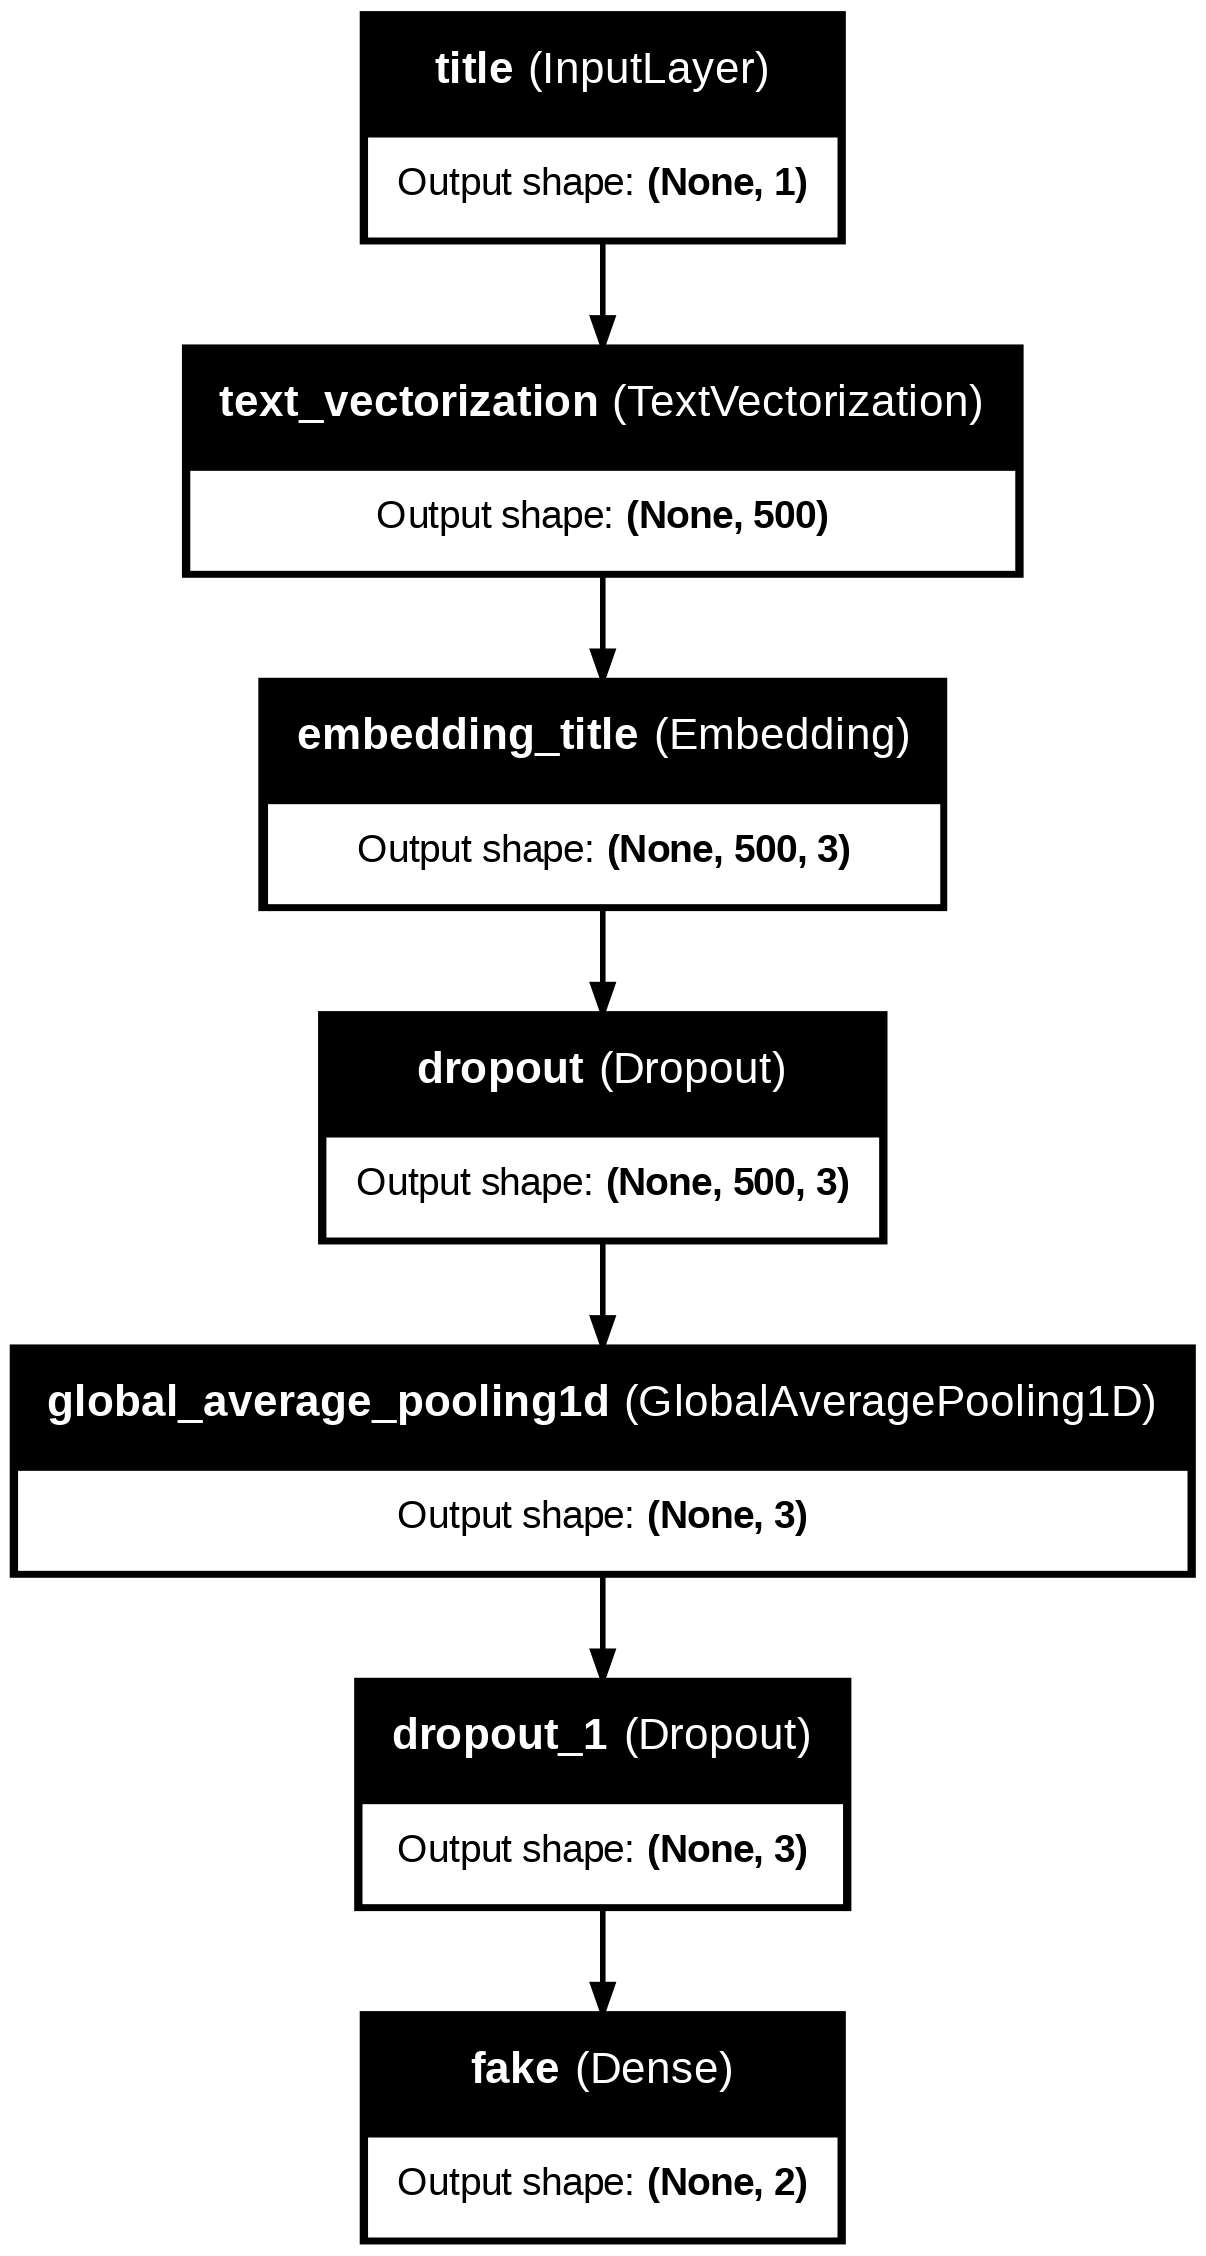 title (InputLayer)
Output shape: (None, 1)
text_vectorization (TextVectorization)
Output shape: (None, 500)
embedding_title (Embedding)
Output shape: (None, 500, 3)
dropout (Dropout)
Output shape: (None, 500, 3)
global_average_pooling1d (GlobalAveragePooling1D)
Output shape: (None, 3)
dropout_1 (Dropout)
Output shape: (None, 3)
fake (Dense)
Output shape: (None, 2)